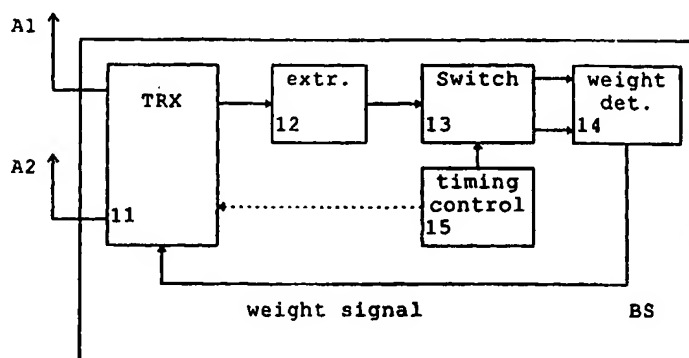 A1
TRX
11
extr.
12
Switch
13
weight
det.
14
A2
timing
control
15
weight signal
BS